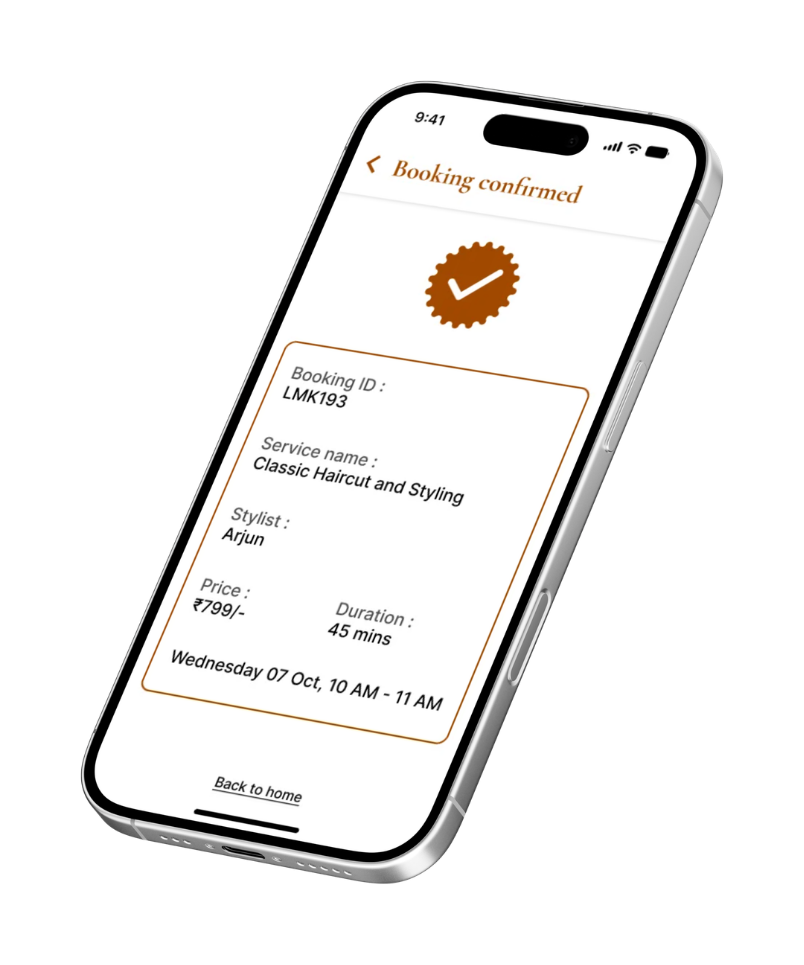 9:41
Booking confirmed
Booking ID :
LMK193
Service name :
Classic Haircut and Styling
Stylist :
Arjun
Price :
₹799/-
Duration :
45 mins
Wednesday 07 Oct, 10 AM - 11 AM
Back to home